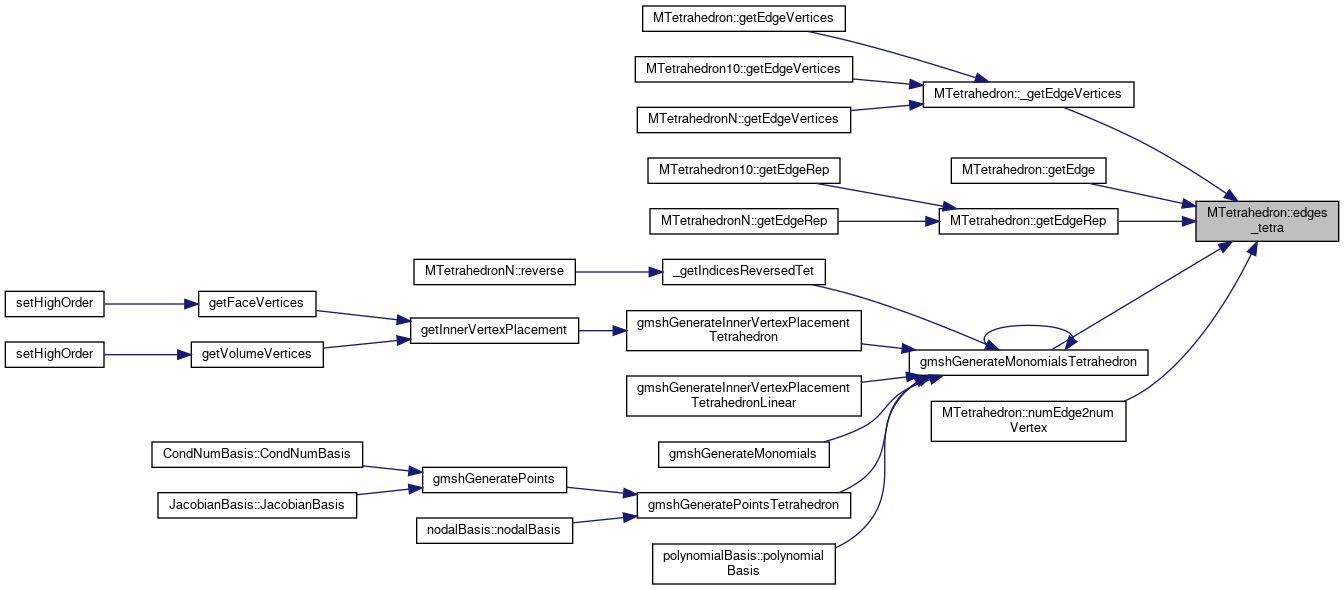 MTetrahedron::getEdgeVertices
MTetrahedron10::getEdgeVertices
MTetrahedron::_getEdgeVertices
MTetrahedronN::getEdgeVertices
MTetrahedron10::getEdgeRep
MTetrahedron::getEdge
MTetrahedronN::getEdgeRep
MTetrahedron::getEdgeRep
MTetrahedron::edges
_tetra
MTetrahedronN::reverse
_getIndicesReversedTet
setHighOrder
getFaceVertices
getInnerVertexPlacement
gmshGenerateInnerVertexPlacement
Tetrahedron
setHighOrder
getVolumeVertices
gmshGenerateMonomialsTetrahedron
gmshGenerateInnerVertexPlacement
TetrahedronLinear
MTetrahedron::numEdge2num
Vertex
gmshGenerateMonomials
CondNumBasis::CondNumBasis
gmshGeneratePoints
JacobianBasis::JacobianBasis
gmshGeneratePointsTetrahedron
nodalBasis::nodalBasis
polynomialBasis::polynomial
Basis